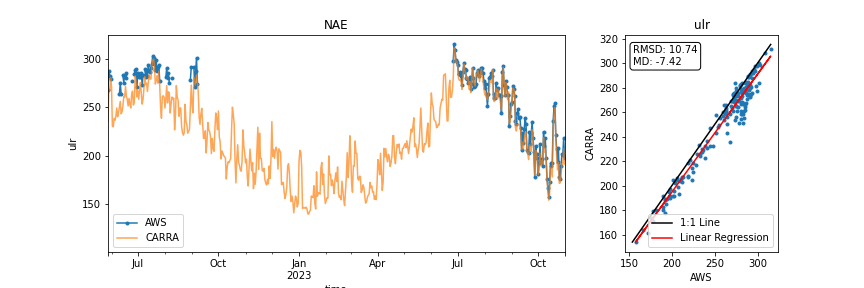 NAE
ulr
300
250
200
150
AWS
CARRA
Jul
Oct
Jan
2023
Apr
Jul
Oct
time
ulr
RMSD: 10.74
MD: -7.42
CARRA
320
300
280
260
240
220
200
180
160
1:1 Line
Linear Regression
150
200
250
300
AWS